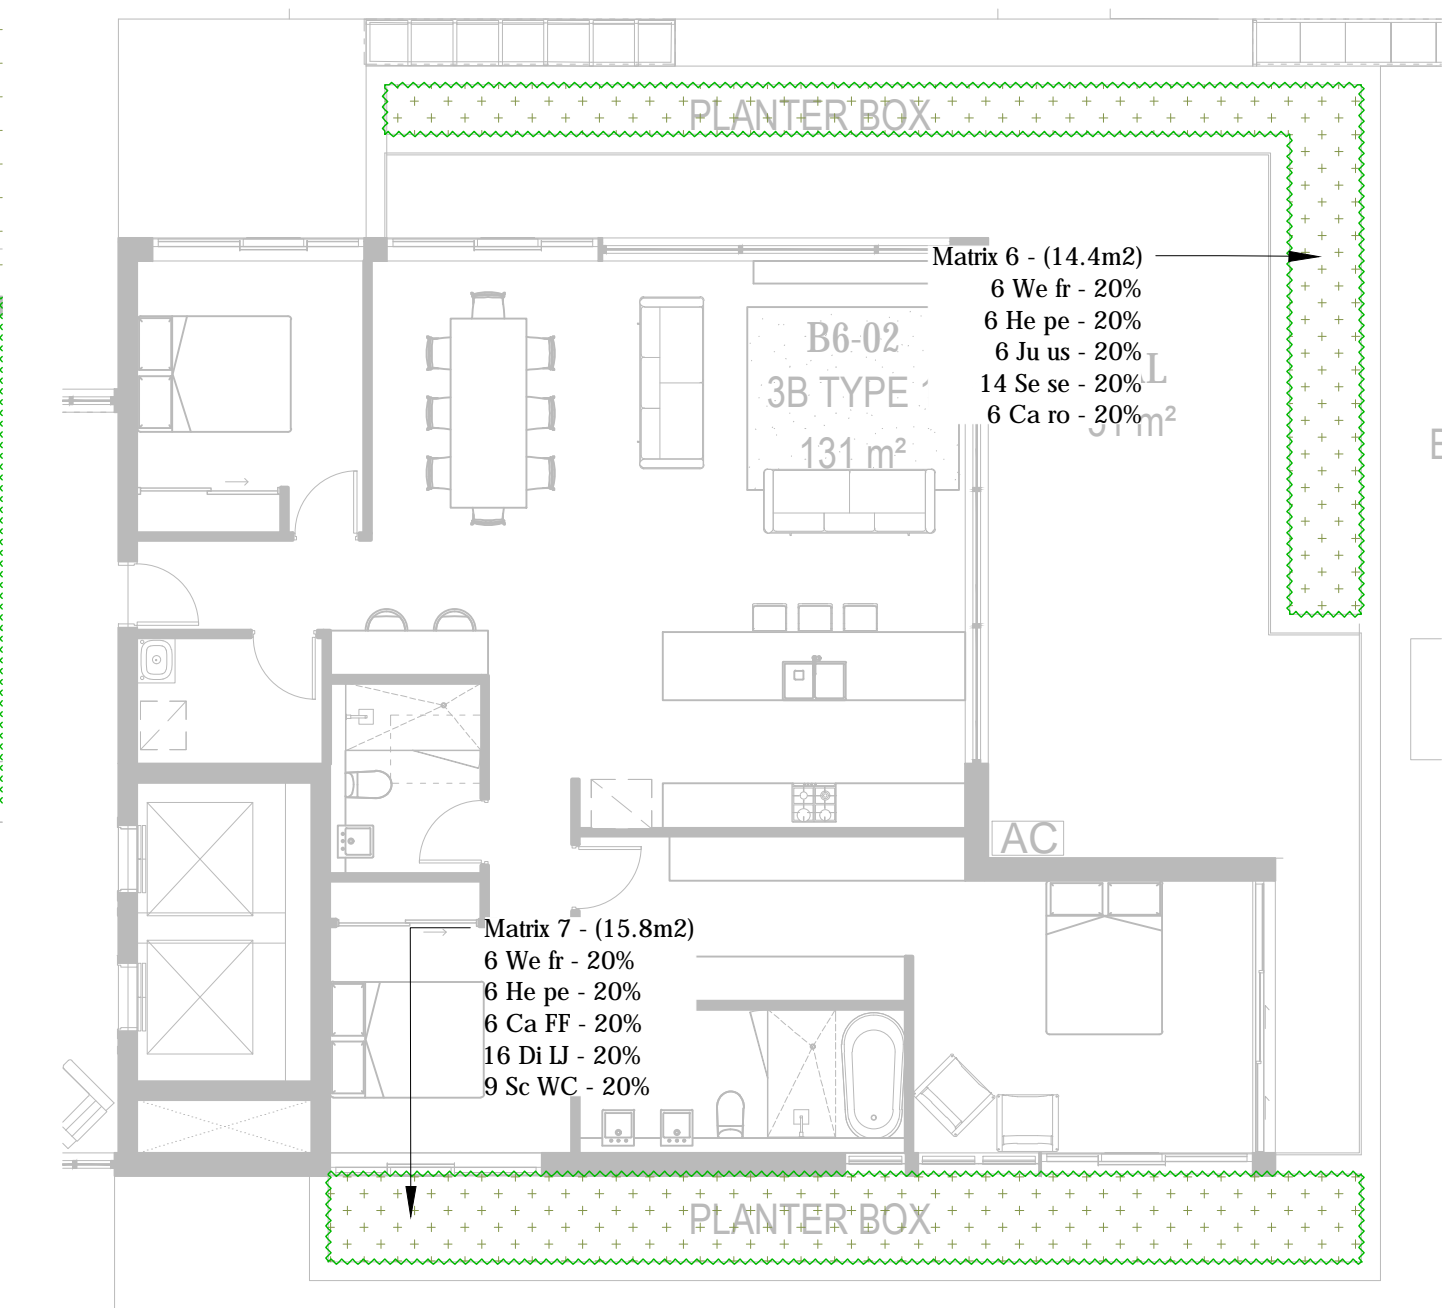 PLANTER BOX
Matrix 6 - (14.4m2)
6 We fr - 20%
6 He pe - 20%
6 Ju us - 20%
14 Se se - 20%
6 Ca ro - 20%
B6-02
3B TYPE
131 m²
m²
AC
Matrix 7 - (15.8m2)
6 We fr - 20%
6 He pe - 20%
6 Ca FF - 20%
16 Di LJ - 20%
9 Sc WC - 20%
PLANTER BOX